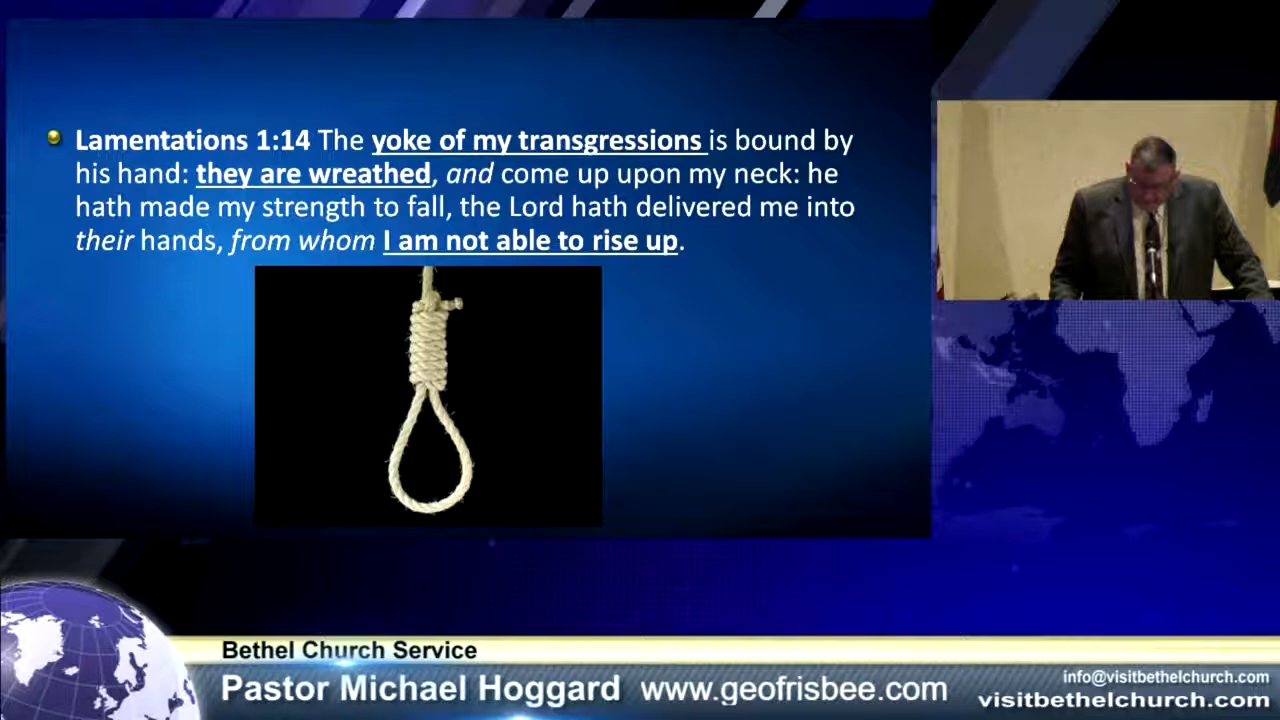 Lamentations 1:14 The yoke of my transgressions is bound by
his hand: they are wreathed, and come up upon my neck: he
hath made my strength to fall, the Lord hath delivered me into
their hands, from whom I am not able to rise up.
Bethel Church Service
Pastor Michael Hoggard www.geofrisbee.com
info@visitbethelchurch.com
visitbethelchurch.com